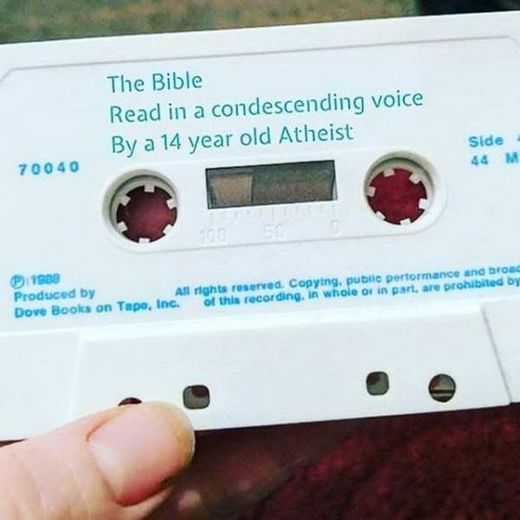 The Bible
Read in a condescending voice
By a 14 year old Atheist
70040
Side
44 M
100 50 0
Ⓟ1988
Produced by
Dove Books on Tape, Inc.
All rights reserved. Copying, public performance and broad
of this recording, in whole or in part, are prohibited by